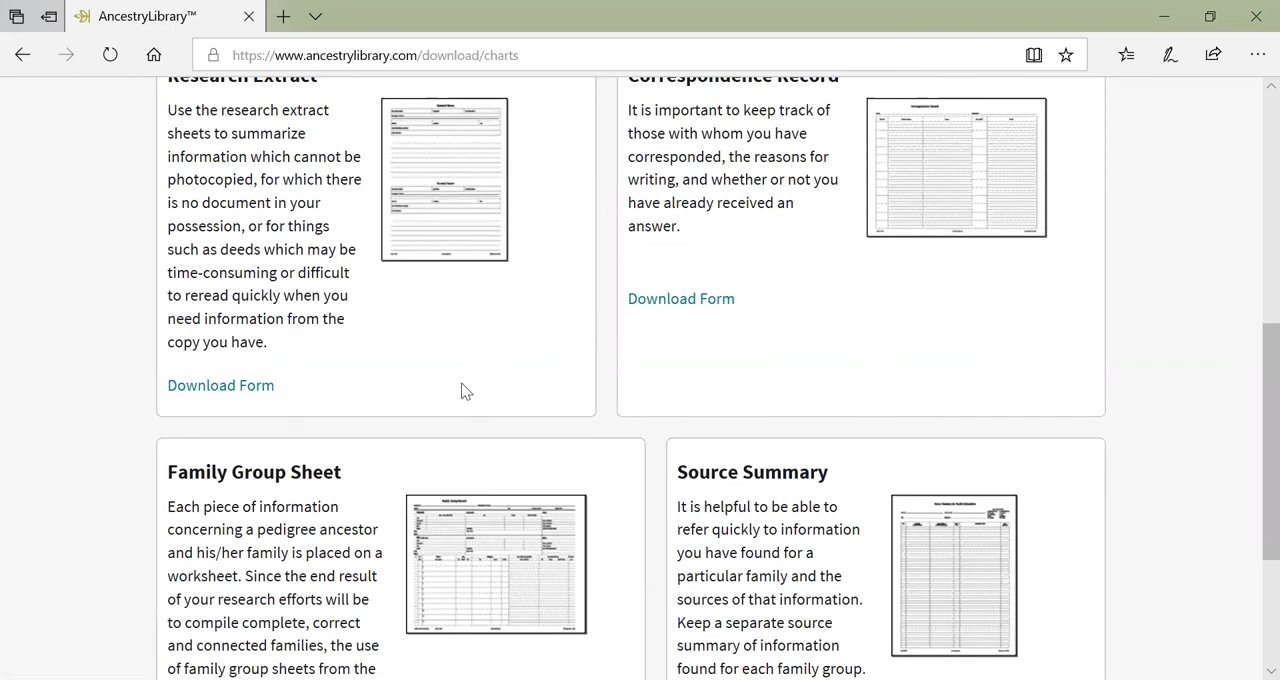 AncestryLibrary™
https://www.ancestrylibrary.com/download/charts
Research Extract
Use the research extract
sheets to summarize
information which cannot be
photocopied, for which there
is no document in your
possession, or for things
such as deeds which may be
time-consuming or difficult
to reread quickly when you
need information from the
copy you have.
Download Form
Correspondence Record
It is important to keep track of
those with whom you have
corresponded, the reasons for
writing, and whether or not you
have already received an
answer.
Download Form
Family Group Sheet
Each piece of information
concerning a pedigree ancestor
and his/her family is placed on a
worksheet. Since the end result
of your research efforts will be
to compile complete, correct
and connected families, the use
of family group sheets from the
Source Summary
It is helpful to be able to
refer quickly to information
you have found for a
particular family and the
sources of that information.
Keep a separate source
summary of information
found for each family group.